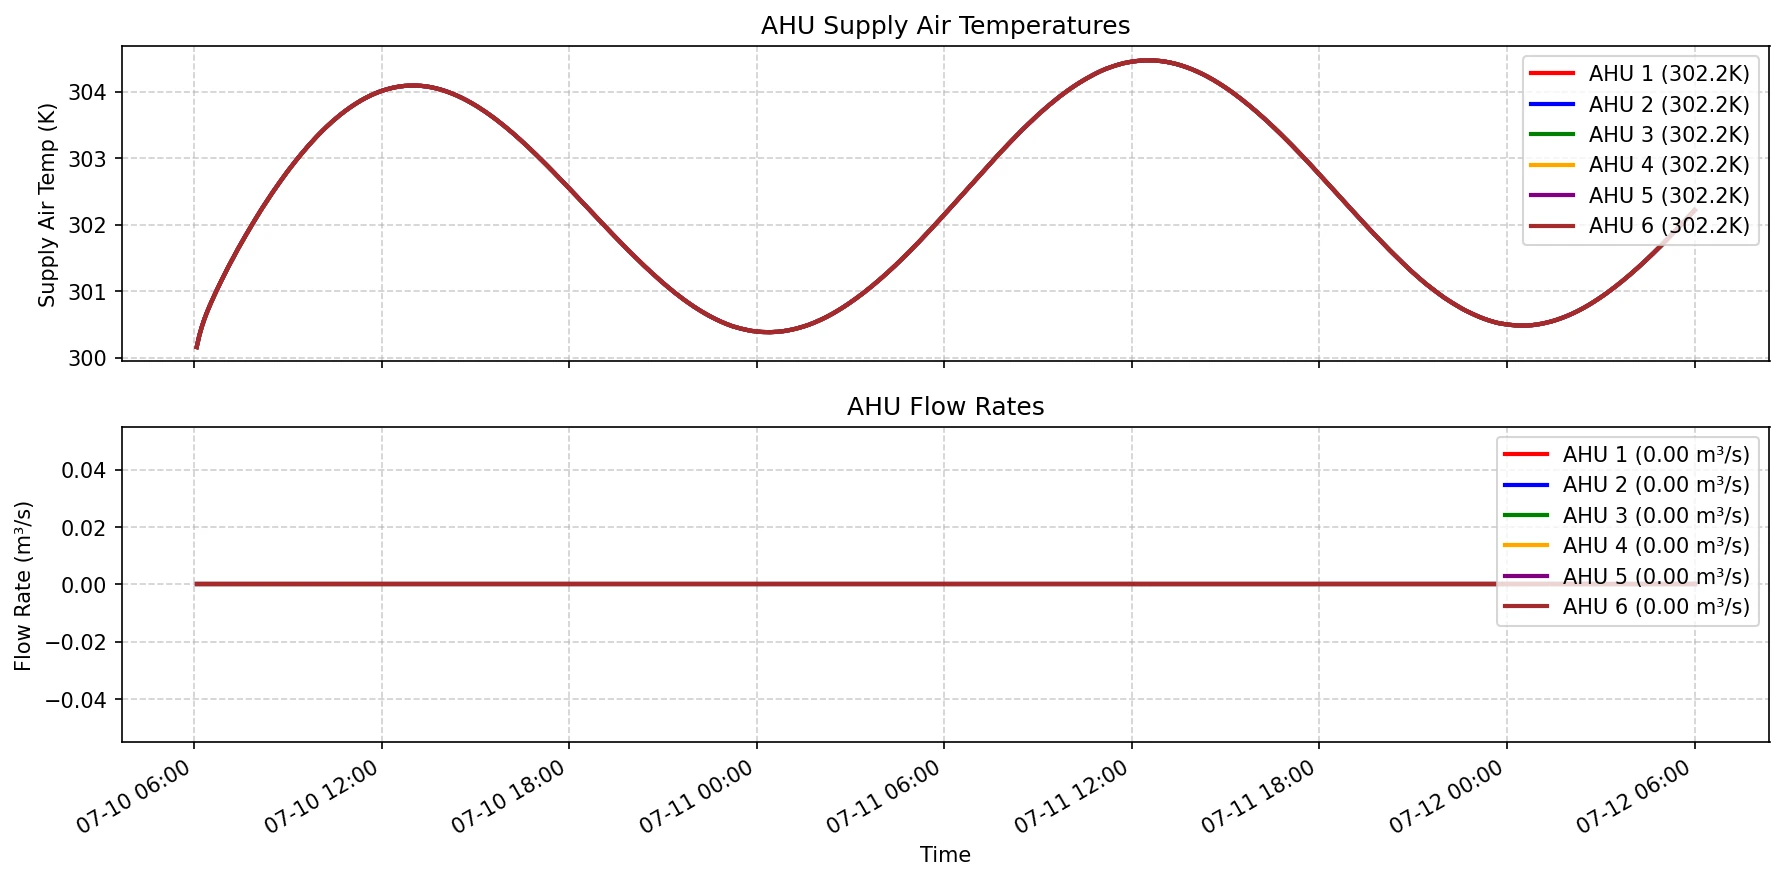 AHU Supply Air Temperatures
Supply Air Temp (K)
304
303
302
301
300
AHU 1 (302.2K)
AHU 2 (302.2K)
AHU 3 (302.2K)
AHU 4 (302.2K)
AHU 5 (302.2K)
AHU 6 (302.2K)
AHU Flow Rates
Flow Rate (m³/s)
0.04
0.02
0.00
−0.02
−0.04
AHU 1 (0.00 m³/s)
AHU 2 (0.00 m³/s)
AHU 3 (0.00 m³/s)
AHU 4 (0.00 m³/s)
AHU 5 (0.00 m³/s)
AHU 6 (0.00 m³/s)
07-10 06:00
07-10 12:00
07-10 18:00
07-11 00:00
07-11 06:00
07-11 12:00
07-11 18:00
07-12 00:00
07-12 06:00
Time